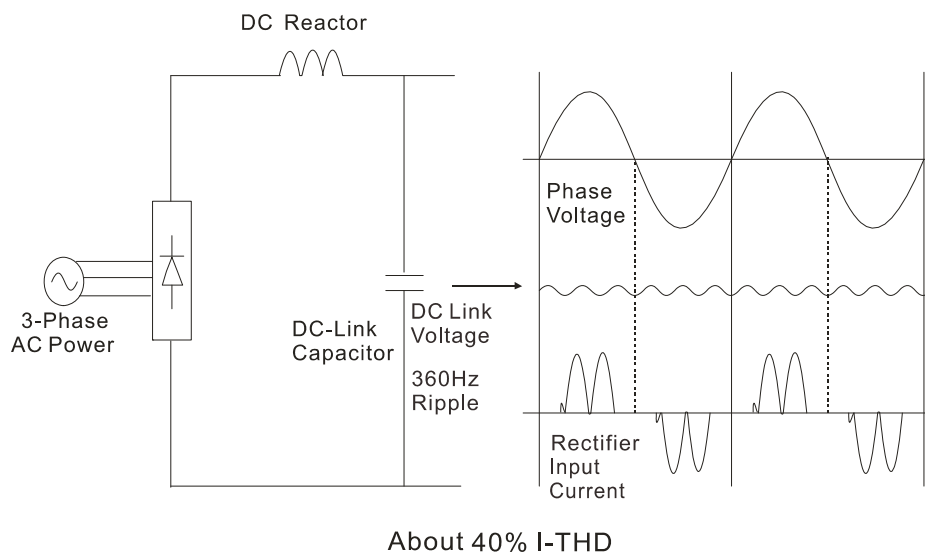 DC Reactor
3-Phase
AC Power
DC-Link
Capacitor
DC Link
Voltage
360Hz
Ripple
Phase
Voltage
Rectifier
Input
Current
About 40% I-THD